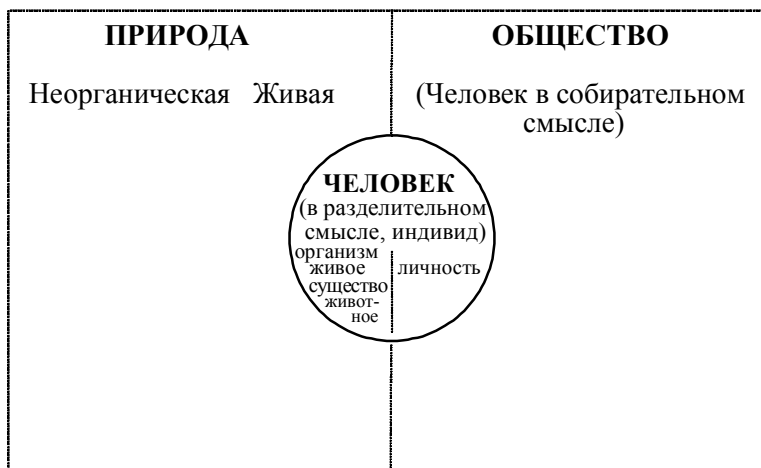 ПРИРОДА
ОБЩЕСТВО
Неорганическая Живая
(Человек в собирательном
смысле)
ЧЕЛОВЕК
(в разделительном
смысле, индивид)
организм
живое
существо
живот-
ное
личность